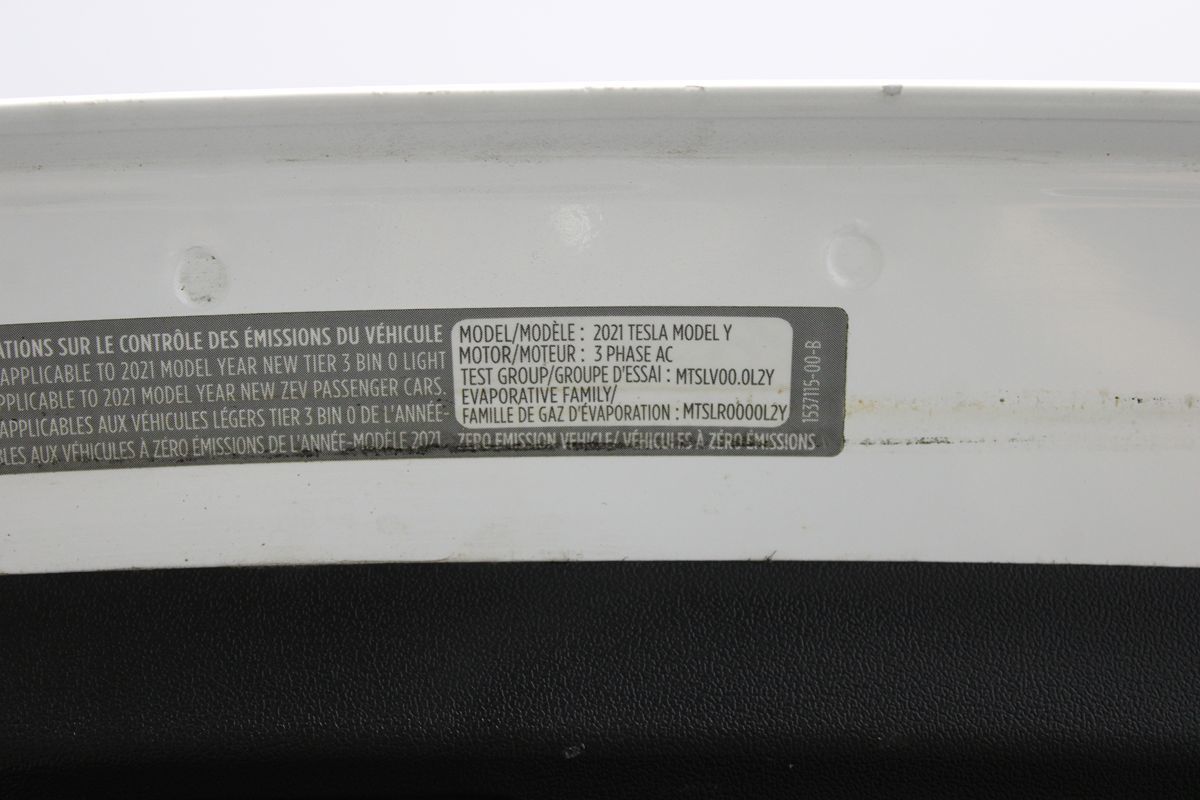 ATIONS SUR LE CONTRÔLE DES ÉMISSIONS DU VÉHICULE
APPLICABLE TO 2021 MODEL YEAR NEW TIER 3 BIN 0 LIGHT
APPLICABLE TO 2021 MODEL YEAR NEW ZEV PASSENGER CARS.
APPLICABLES AUX VÉHICULES LÉGERS TIER 3 BIN 0 DE L'ANNÉE-
BLES AUX VÉHICULES À ZÉRO ÉMISSIONS DE L'ANNÉE-MODÈLE 2021
MODEL/MODÈLE : 2021 TESLA MODEL Y
MOTOR/MOTEUR : 3 PHASE AC
TEST GROUP/GROUPE D'ESSAI : MTSLV00.0L2Y
EVAPORATIVE FAMILY/
FAMILLE DE GAZ D'ÉVAPORATION : MTSLR0000L2Y
ZERO EMISSION VEHICLE/ VÉHICULES À ZÉRO ÉMISSIONS
1537115-00-B